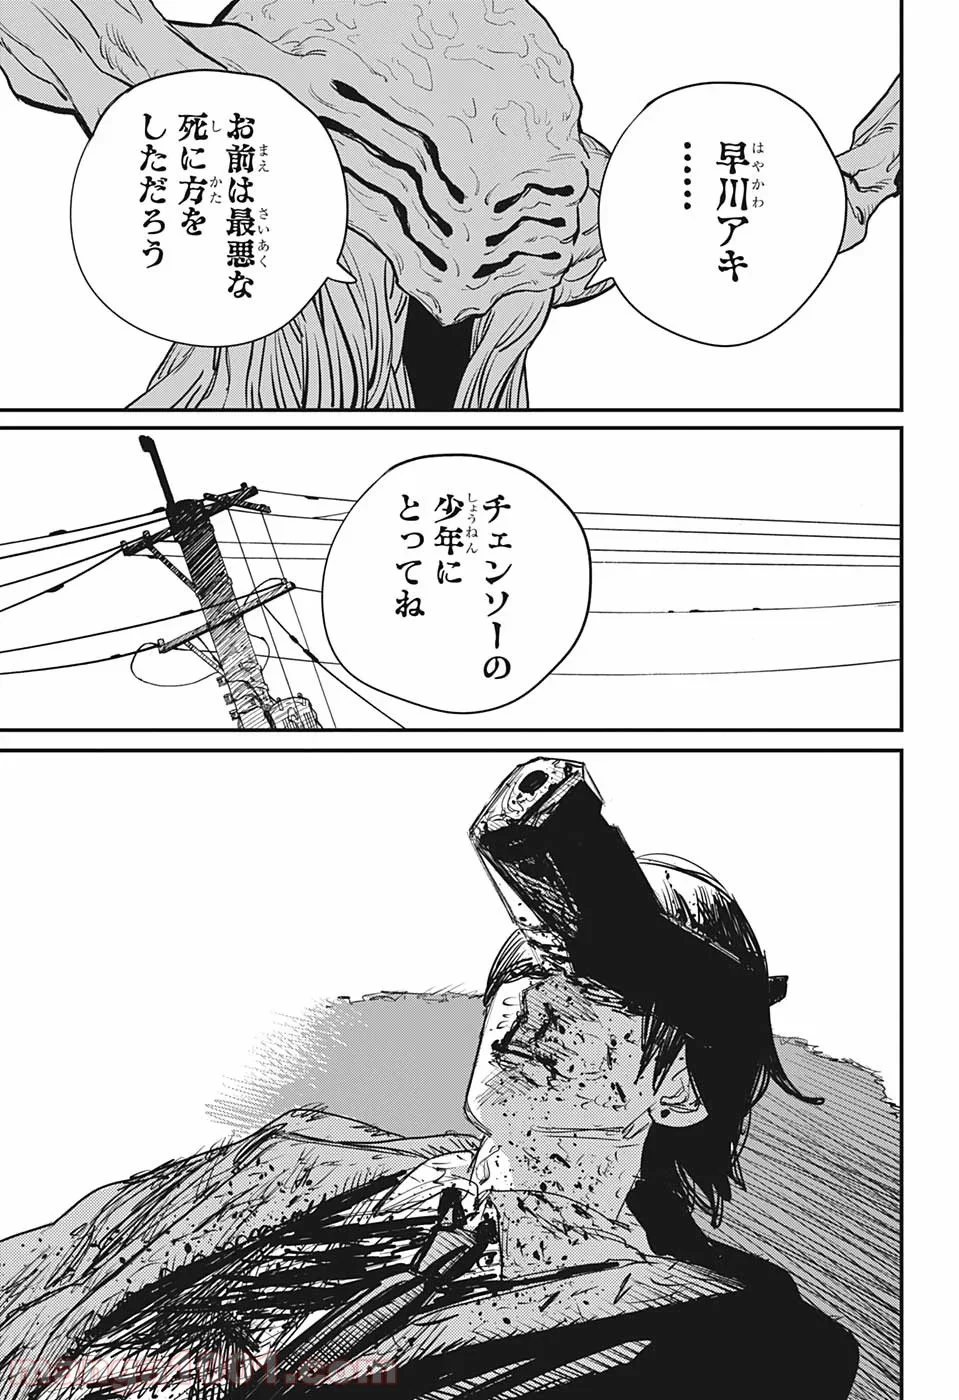 早川アキ
……
お前は最悪な
死に方を
しただろう
チェンソーの
少年に
とってね